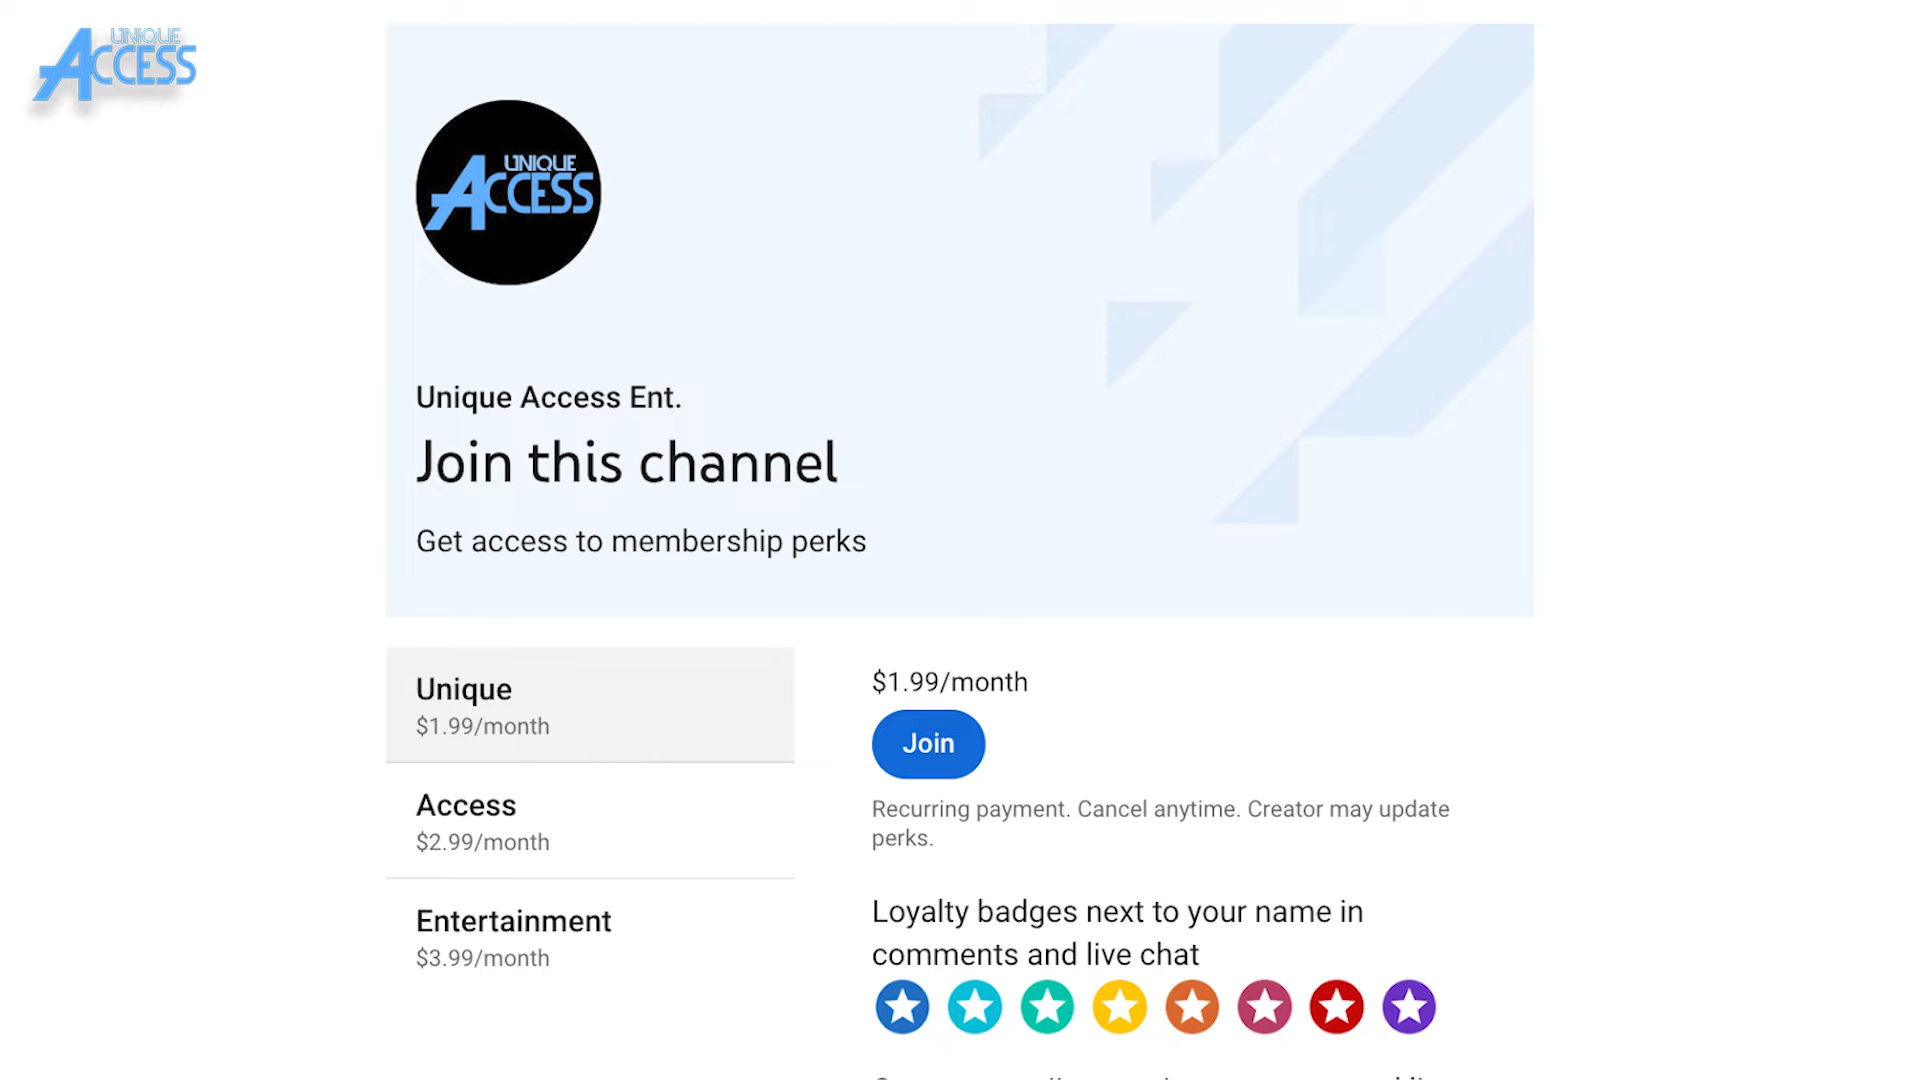 UNIQUE
ACCESS
UNIQUE
ACCESS
Unique Access Ent.
Join this channel
Get access to membership perks
Unique
$1.99/month
Access
$2.99/month
Entertainment
$3.99/month
$1.99/month
Join
Recurring payment. Cancel anytime. Creator may update
perks.
Loyalty badges next to your name in
comments and live chat